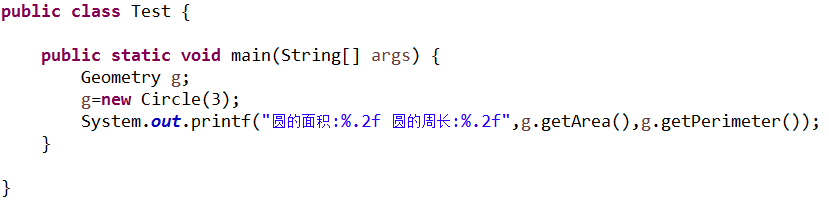 public class Test {
public static void main(String[] args) {
Geometry g;
g=new Circle(3);
System.out.printf("圆的面积:%.2f 圆的周长:%.2f",g.getArea(),g.getPerimeter());
}
}